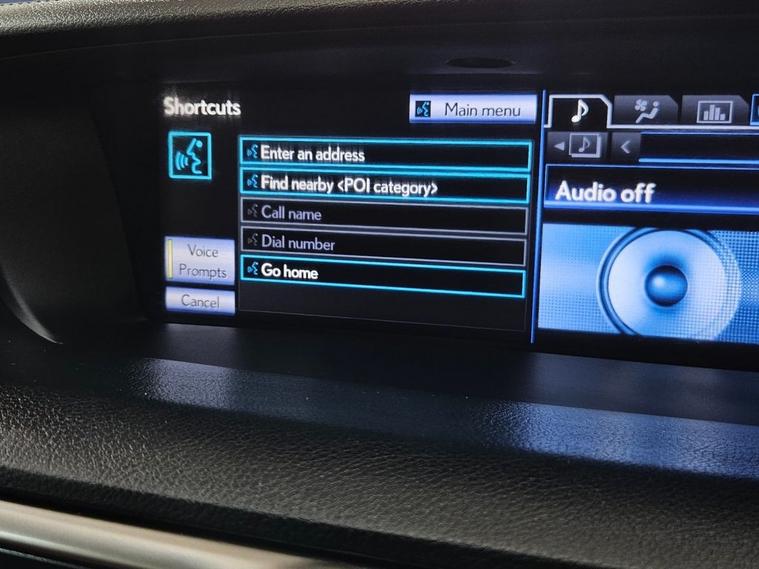 Shortcuts
Main menu
Enter an address
Find nearby <POI category>
Call name
Dial number
Go home
Voice
Prompts
Cancel
Audio off